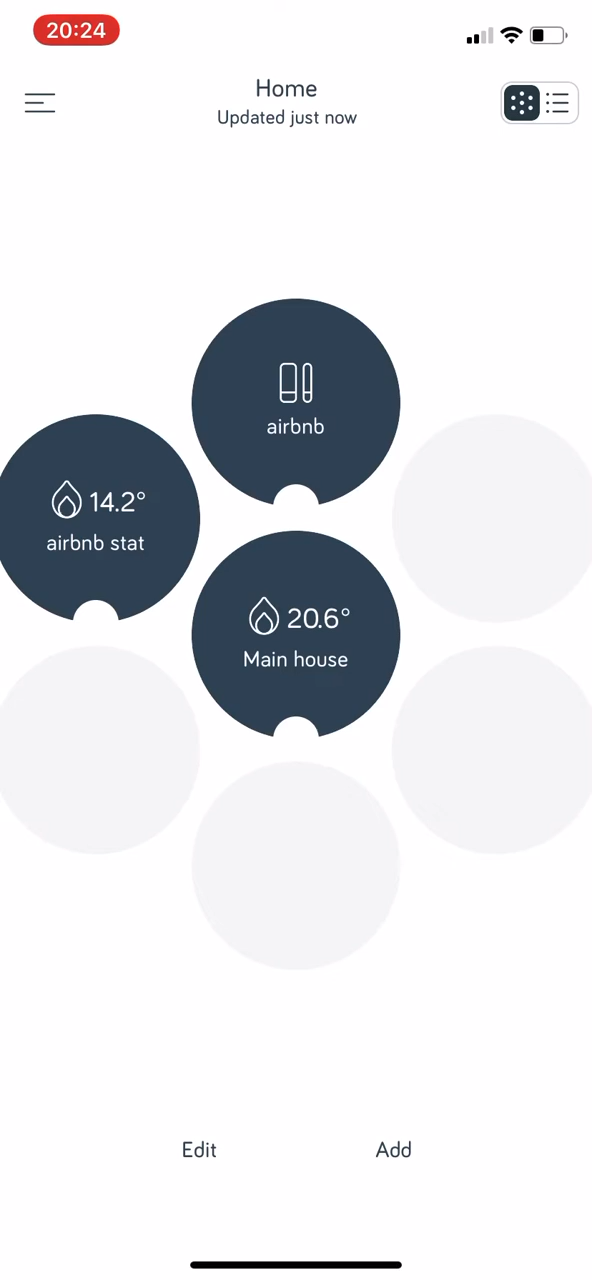 20:24
Home
Updated just now
airbnb
14.2°
airbnb stat
20.6°
Main house
Edit
Add